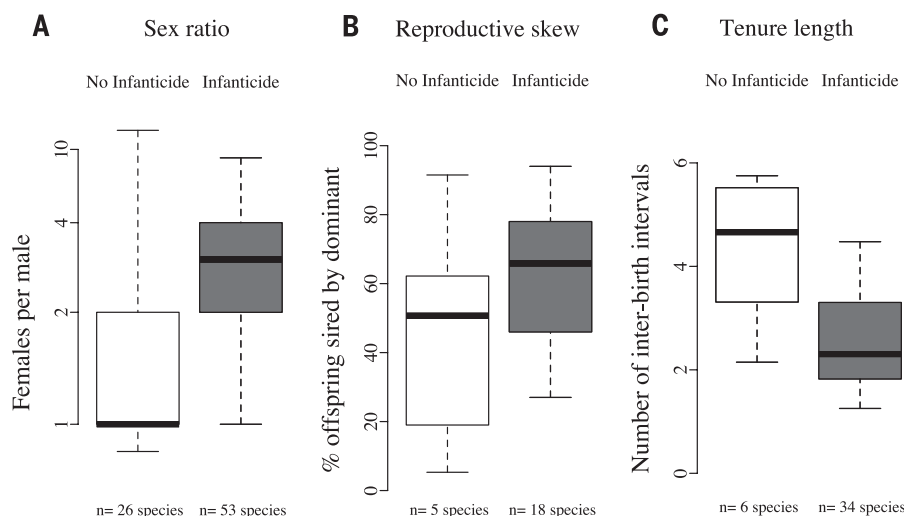 A Sex ratio
No Infanticide Infanticide
Females per male
10
4
2
1
n= 26 species n= 53 species
B Reproductive skew
No Infanticide Infanticide
% offspring sired by dominant
100
80
60
40
20
0
n= 5 species n= 18 species
C Tenure length
No Infanticide Infanticide
Number of inter-birth intervals
6
4
2
0
n= 6 species n= 34 species